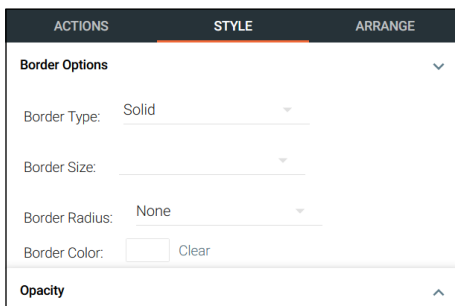 ACTIONS STYLE ARRANGE
Border Options
Border Type: Solid
Border Size:
Border Radius: None
Border Color: Clear
Opacity